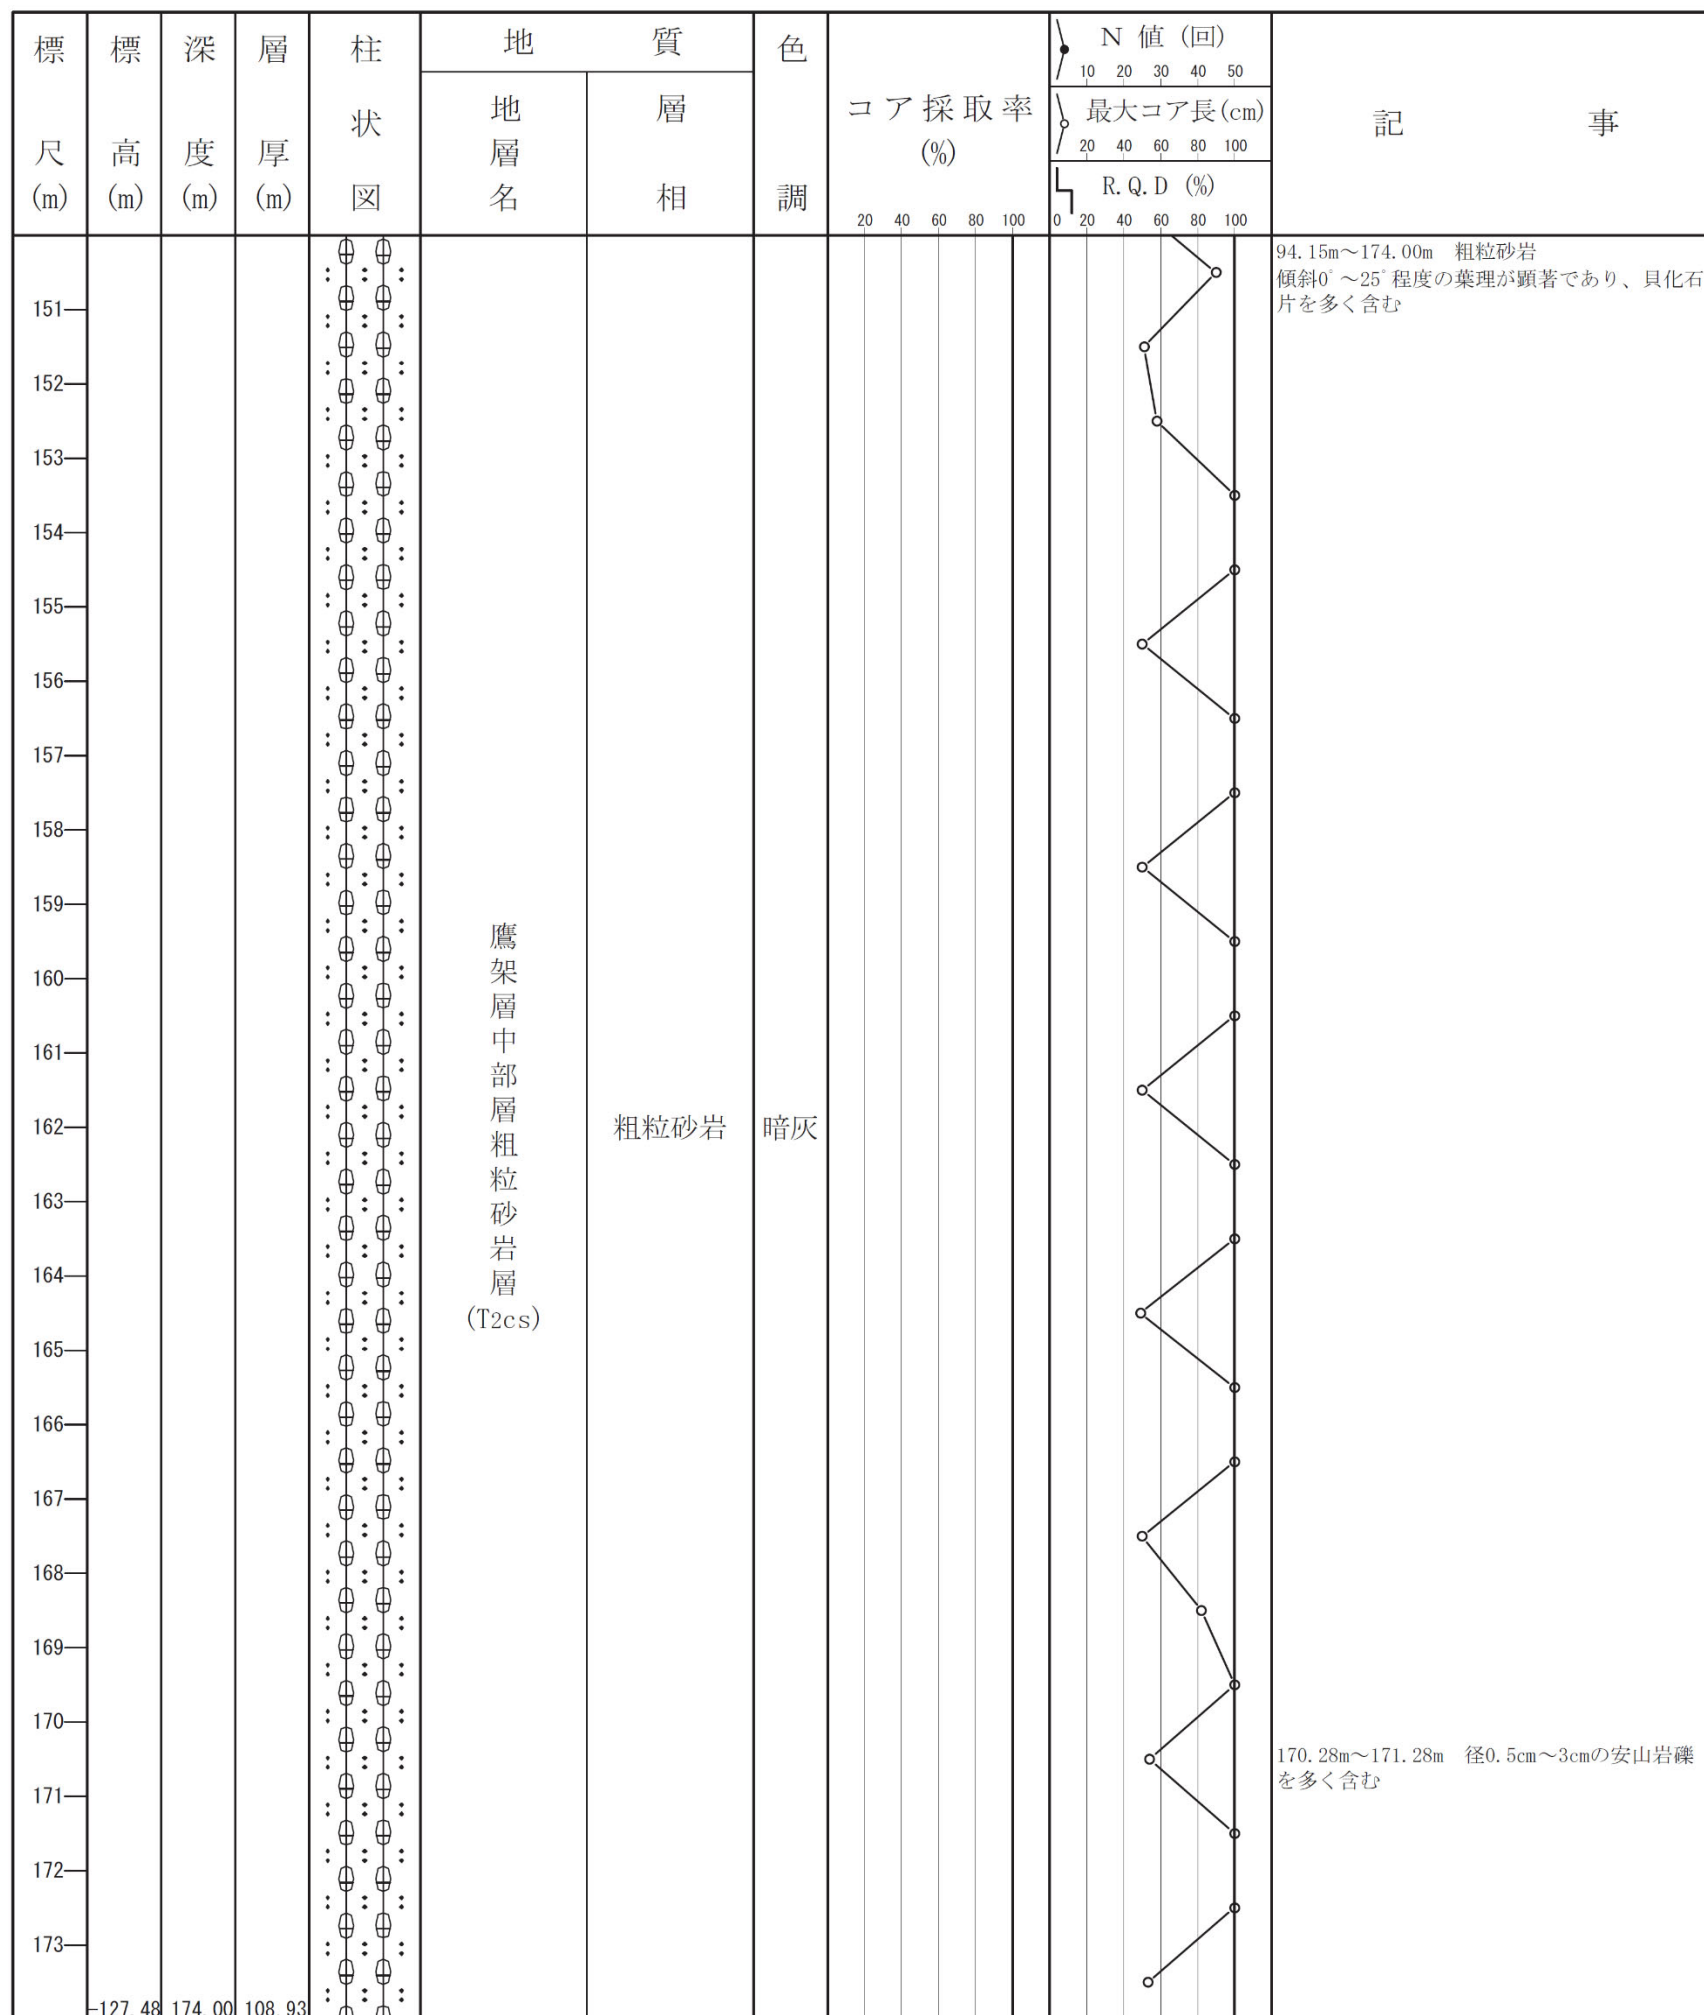 標尺(m)
標高(m)
深度(m)
層厚(m)
柱状図
地質
地層名
層相
色調
コア採取率
(%)
20 40 60 80 100
N 値 (回)
10 20 30 40 50
最大コア長(cm)
20 40 60 80 100
R.Q.D (%)
0 20 40 60 80 100
記事
94.15m～174.00m 粗粒砂岩
傾斜0°～25°程度の葉理が顕著であり、貝化石
片を多く含む
151
152
153
154
155
156
157
158
159
160
161
162
163
164
165
166
167
168
169
170
171
172
173
鷹架層中部層粗粒砂岩層
(T2cs)
粗粒砂岩
暗灰
170.28m～171.28m 径0.5cm～3cmの安山岩礫
を多く含む
-127.48 174.00 108.93